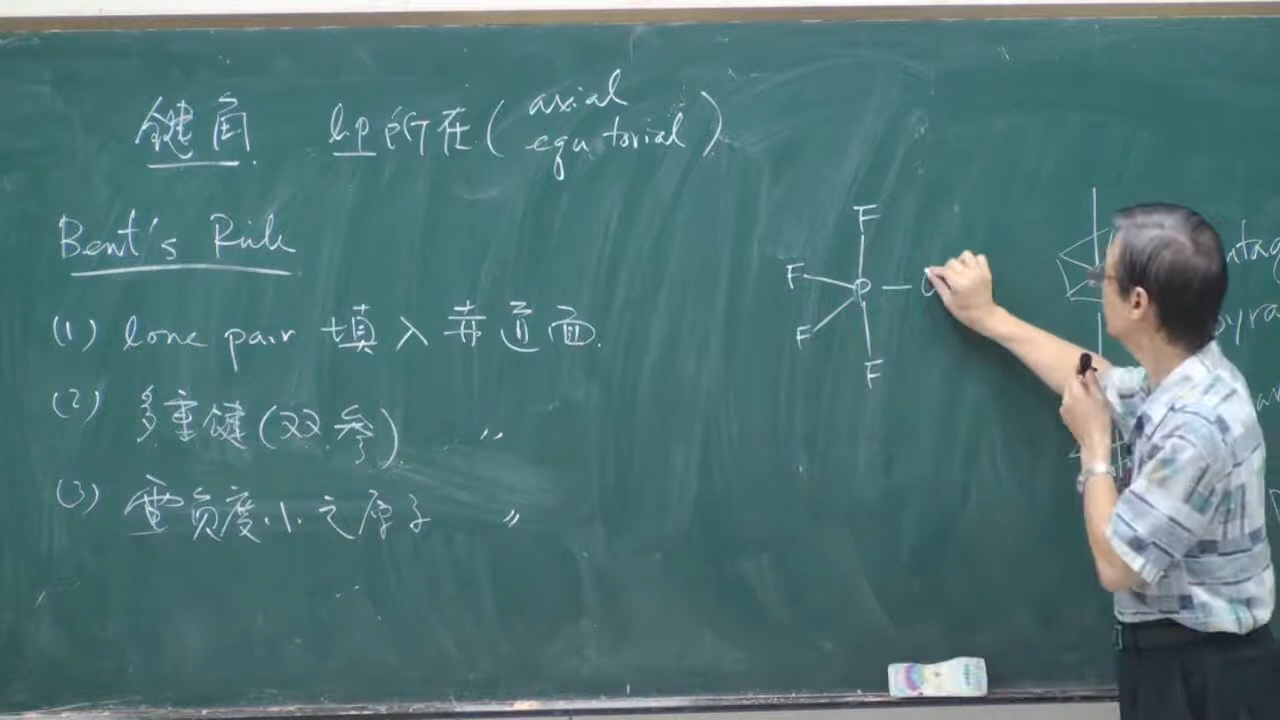 鍵角 l.p 所在 ( axial
equatorial )
Bent's Rule
(1) lone pair 填入赤道面.
(2) 多重鍵(双.参). 〃
(3) 電負度小之原子 〃
F
F P —
F
F